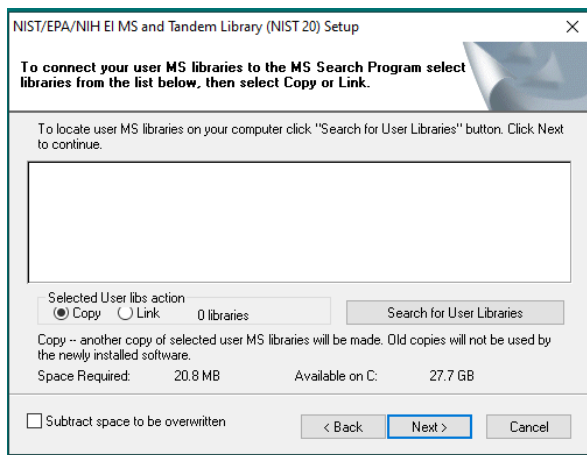 NIST/EPA/NIH EI MS and Tandem Library (NIST 20) Setup
To connect your user MS libraries to the MS Search Program select
libraries from the list below, then select Copy or Link.
To locate user MS libraries on your computer click "Search for User Libraries" button. Click Next
to continue.
Selected User libs action
Copy Link 0 libraries
Search for User Libraries
Copy -- another copy of selected user MS libraries will be made. Old copies will not be used by
the newly installed software.
Space Required: 20.8 MB Available on C: 27.7 GB
Subtract space to be overwritten
< Back Next > Cancel